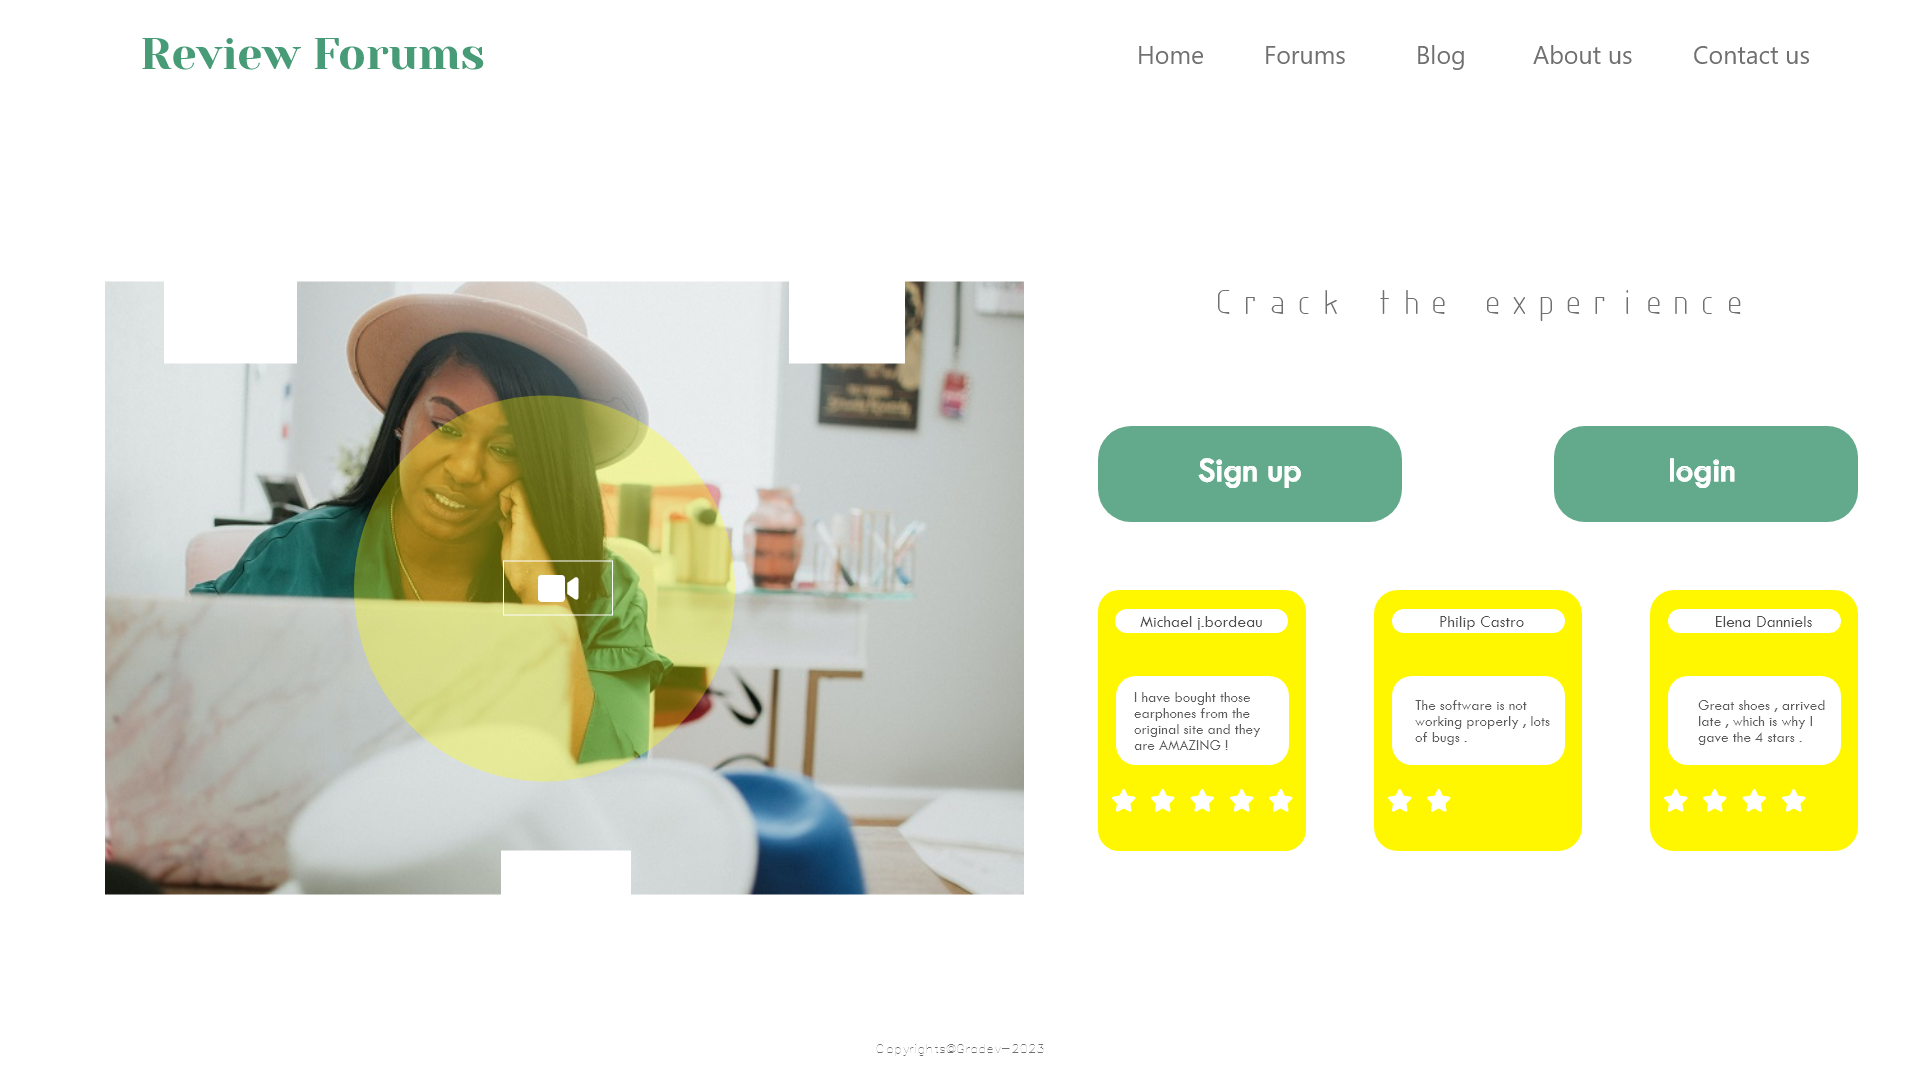 Review Forums
Home Forums Blog About us Contact us
Crack the experience
Sign up
login
Michael j.bordeau
I have bought those
earphones from the
original site and they
are AMAZING !
Philip Castro
The software is not
working properly , lots
of bugs .
Elena Danniels
Great shoes , arrived
late , which is why I
gave the 4 stars .
Copyrights©Gradev—2023